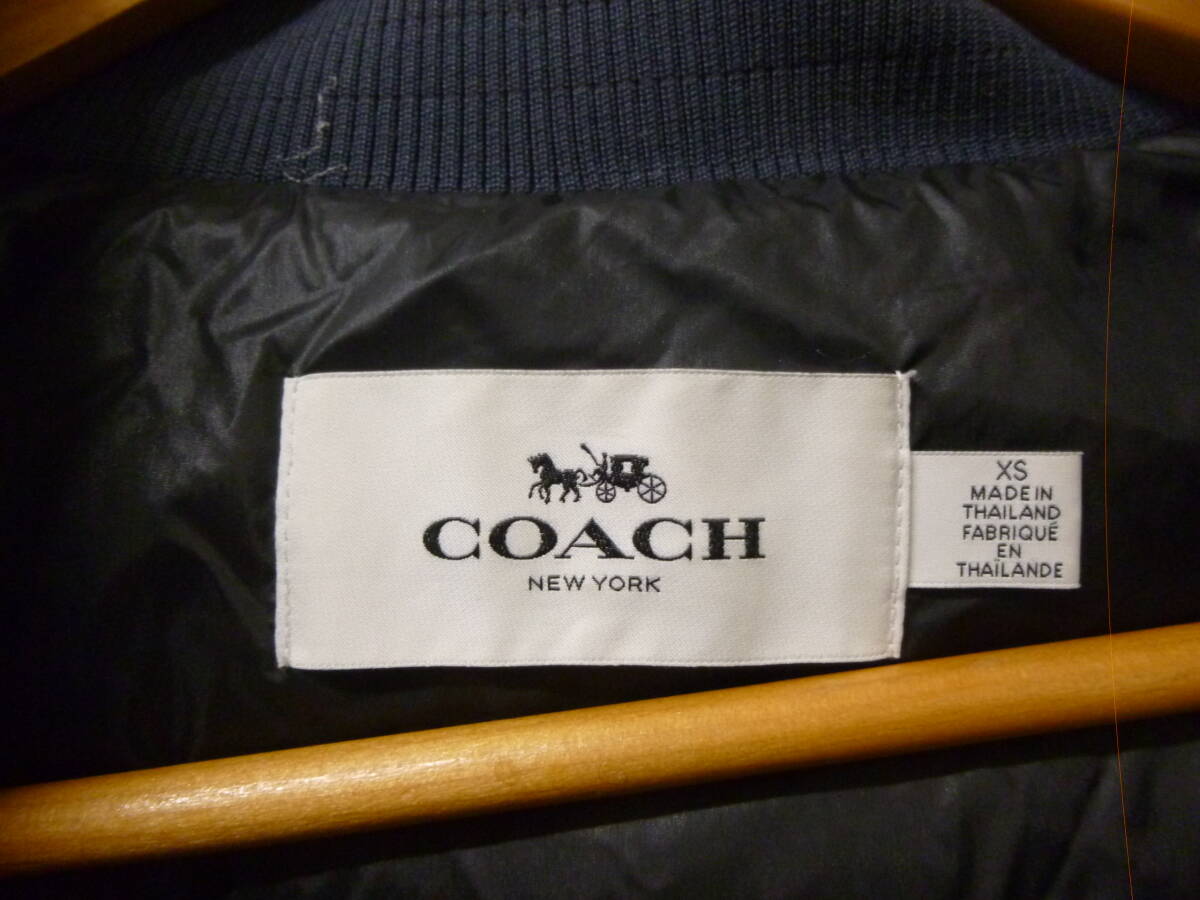 COACH
NEW YORK
XS
MADE IN
THAILAND
FABRIQUÉ
EN
THAÏLANDE